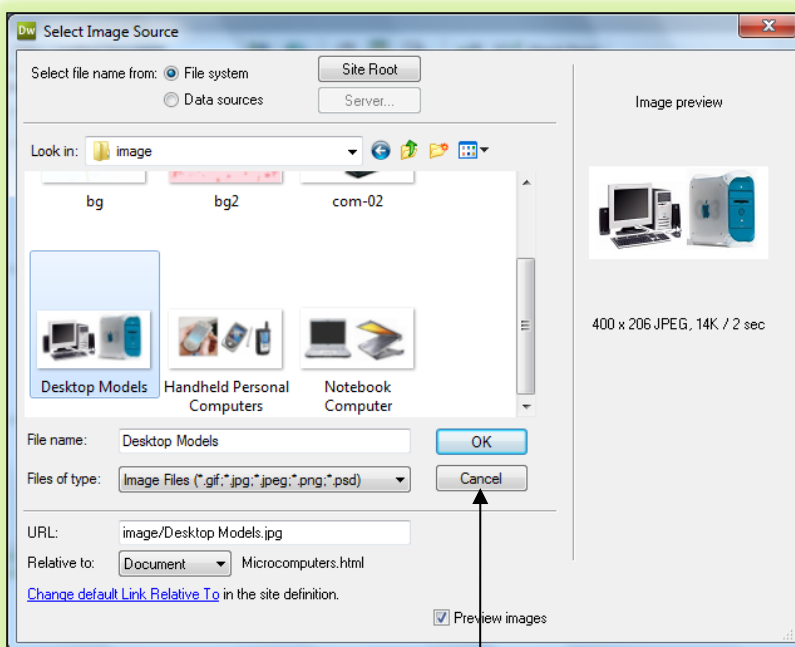 Dw Select Image Source
Select file name from: File system Site Root
Data sources Server...
Image preview
Look in: image
bg bg2 com-02
400 x 206 JPEG, 14K / 2 sec
Desktop Models Handheld Personal Computers Notebook Computer
File name: Desktop Models OK
Files of type: Image Files (*.gif;*.jpg;*.jpeg;*.png;*.psd) Cancel
URL: image/Desktop Models.jpg
Relative to: Document Microcomputers.html
Change default Link Relative To in the site definition.
Preview images